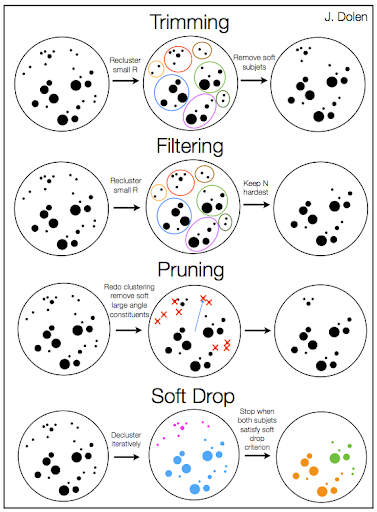 J. Dolen
Trimming
Recluster
small R
Remove soft
subjets
Filtering
Recluster
small R
Keep N
hardest
Pruning
Redo clustering
remove soft
large angle
constituents
Soft Drop
Decluster
iteratively
Stop when
both subjets
satisfy soft
drop
criterion